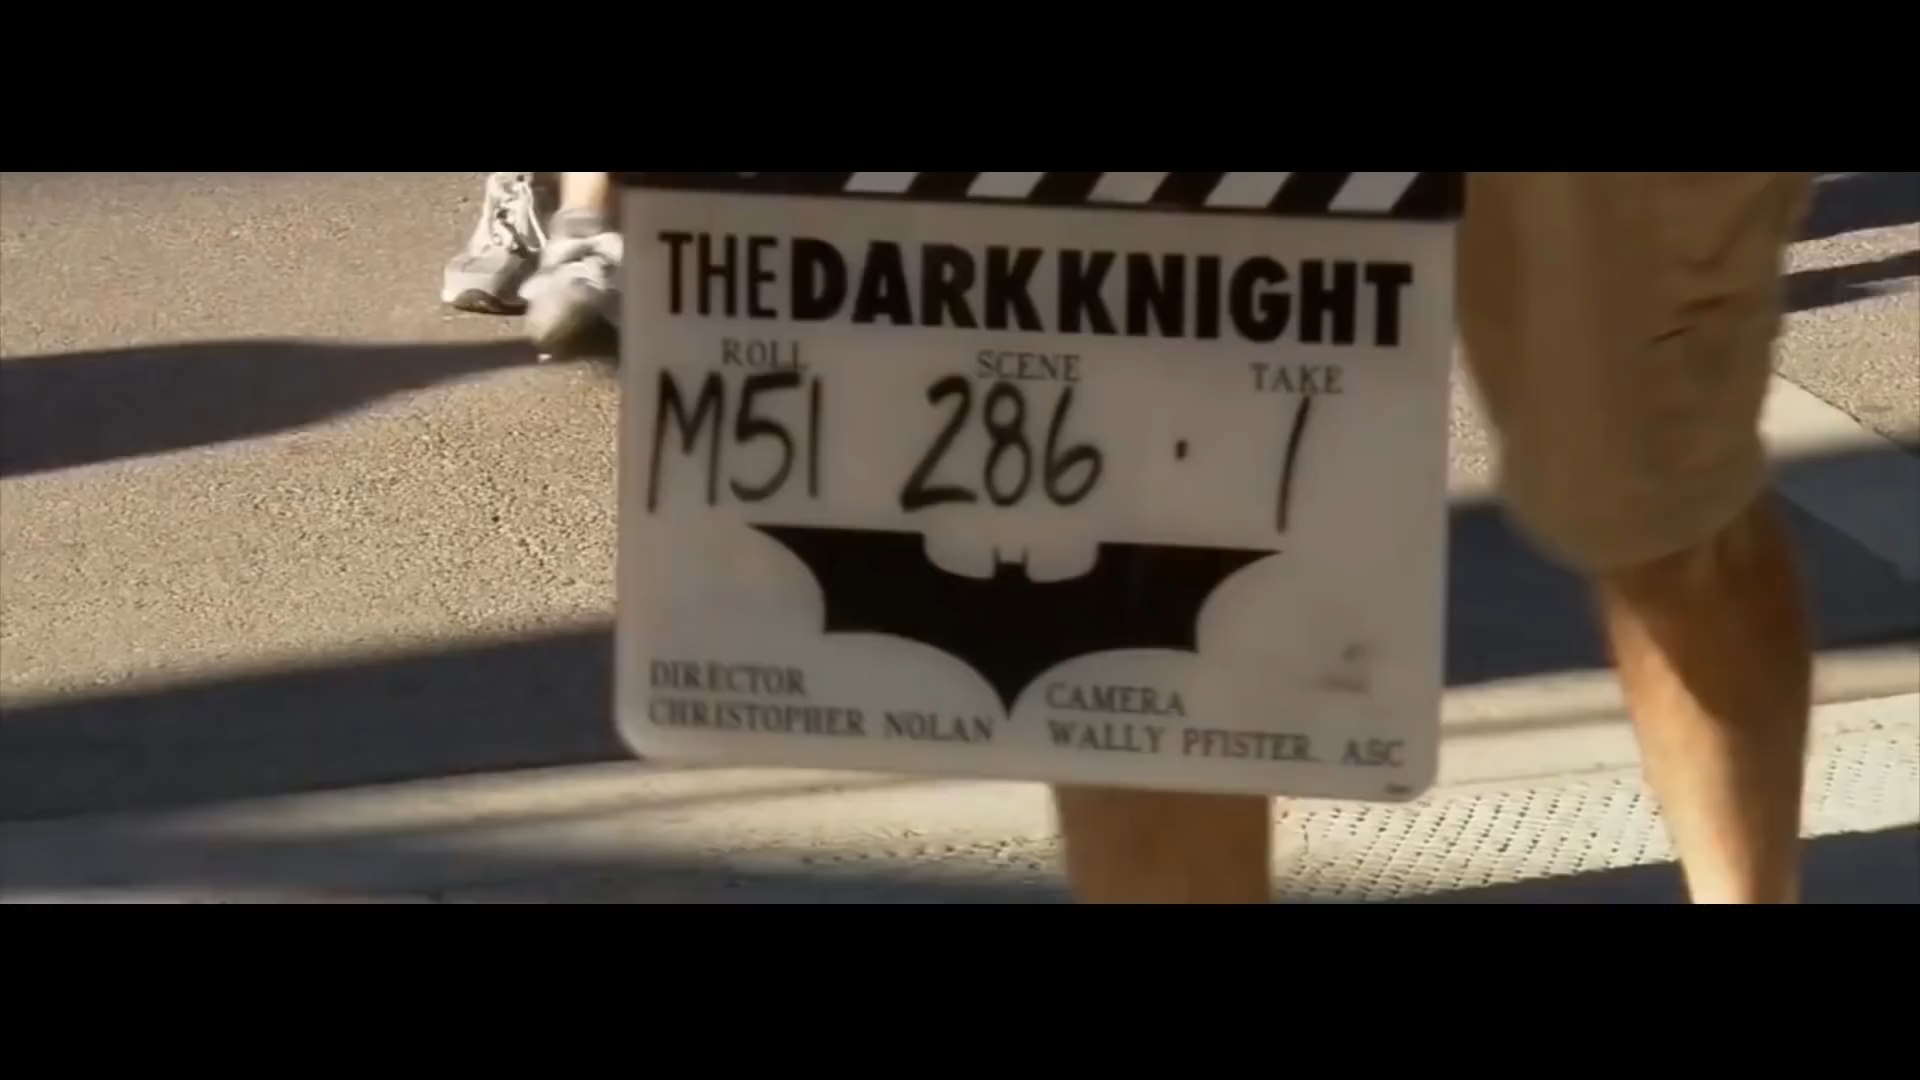 THE DARK KNIGHT
ROLL SCENE TAKE
M51 286 · 1
DIRECTOR CAMERA
CHRISTOPHER NOLAN WALLY PFISTER. ASC